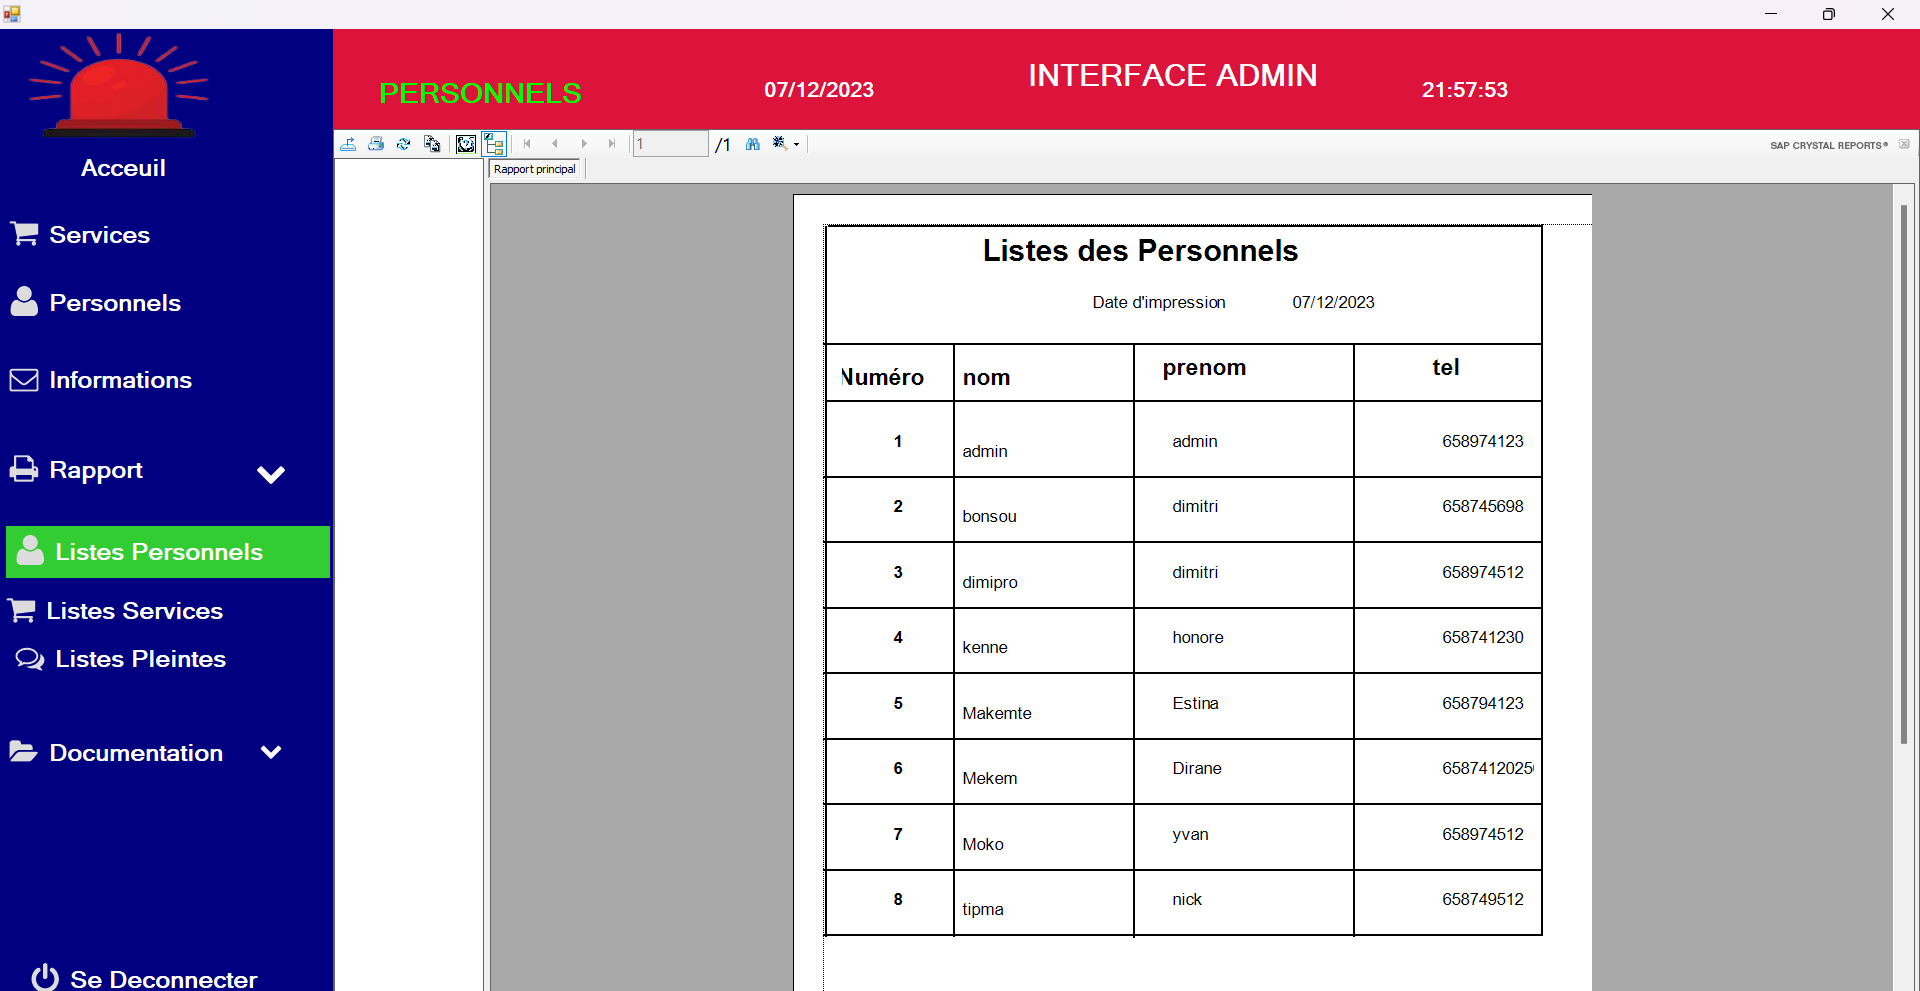 PERSONNELS
07/12/2023
INTERFACE ADMIN
21:57:53
Acceuil
Services
Personnels
Informations
Rapport
Listes Personnels
Listes Services
Listes Pleintes
Documentation
Se Deconnecter
1 /1
SAP CRYSTAL REPORTS®
Rapport principal
Listes des Personnels
Date d'impression 07/12/2023
Numéro nom prenom tel
1 admin admin 658974123
2 bonsou dimitri 658745698
3 dimipro dimitri 658974512
4 kenne honore 658741230
5 Makemte Estina 658794123
6 Mekem Dirane 65874120250
7 Moko yvan 658974512
8 tipma nick 658749512